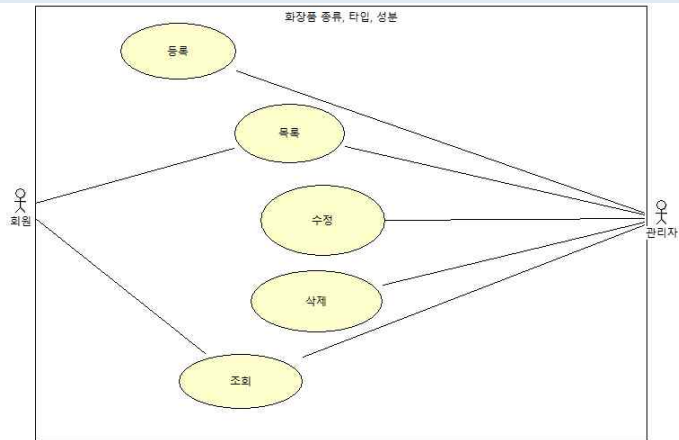 화장품 종류, 타입, 성분
등록
목록
수정
삭제
조회
회원
관리자